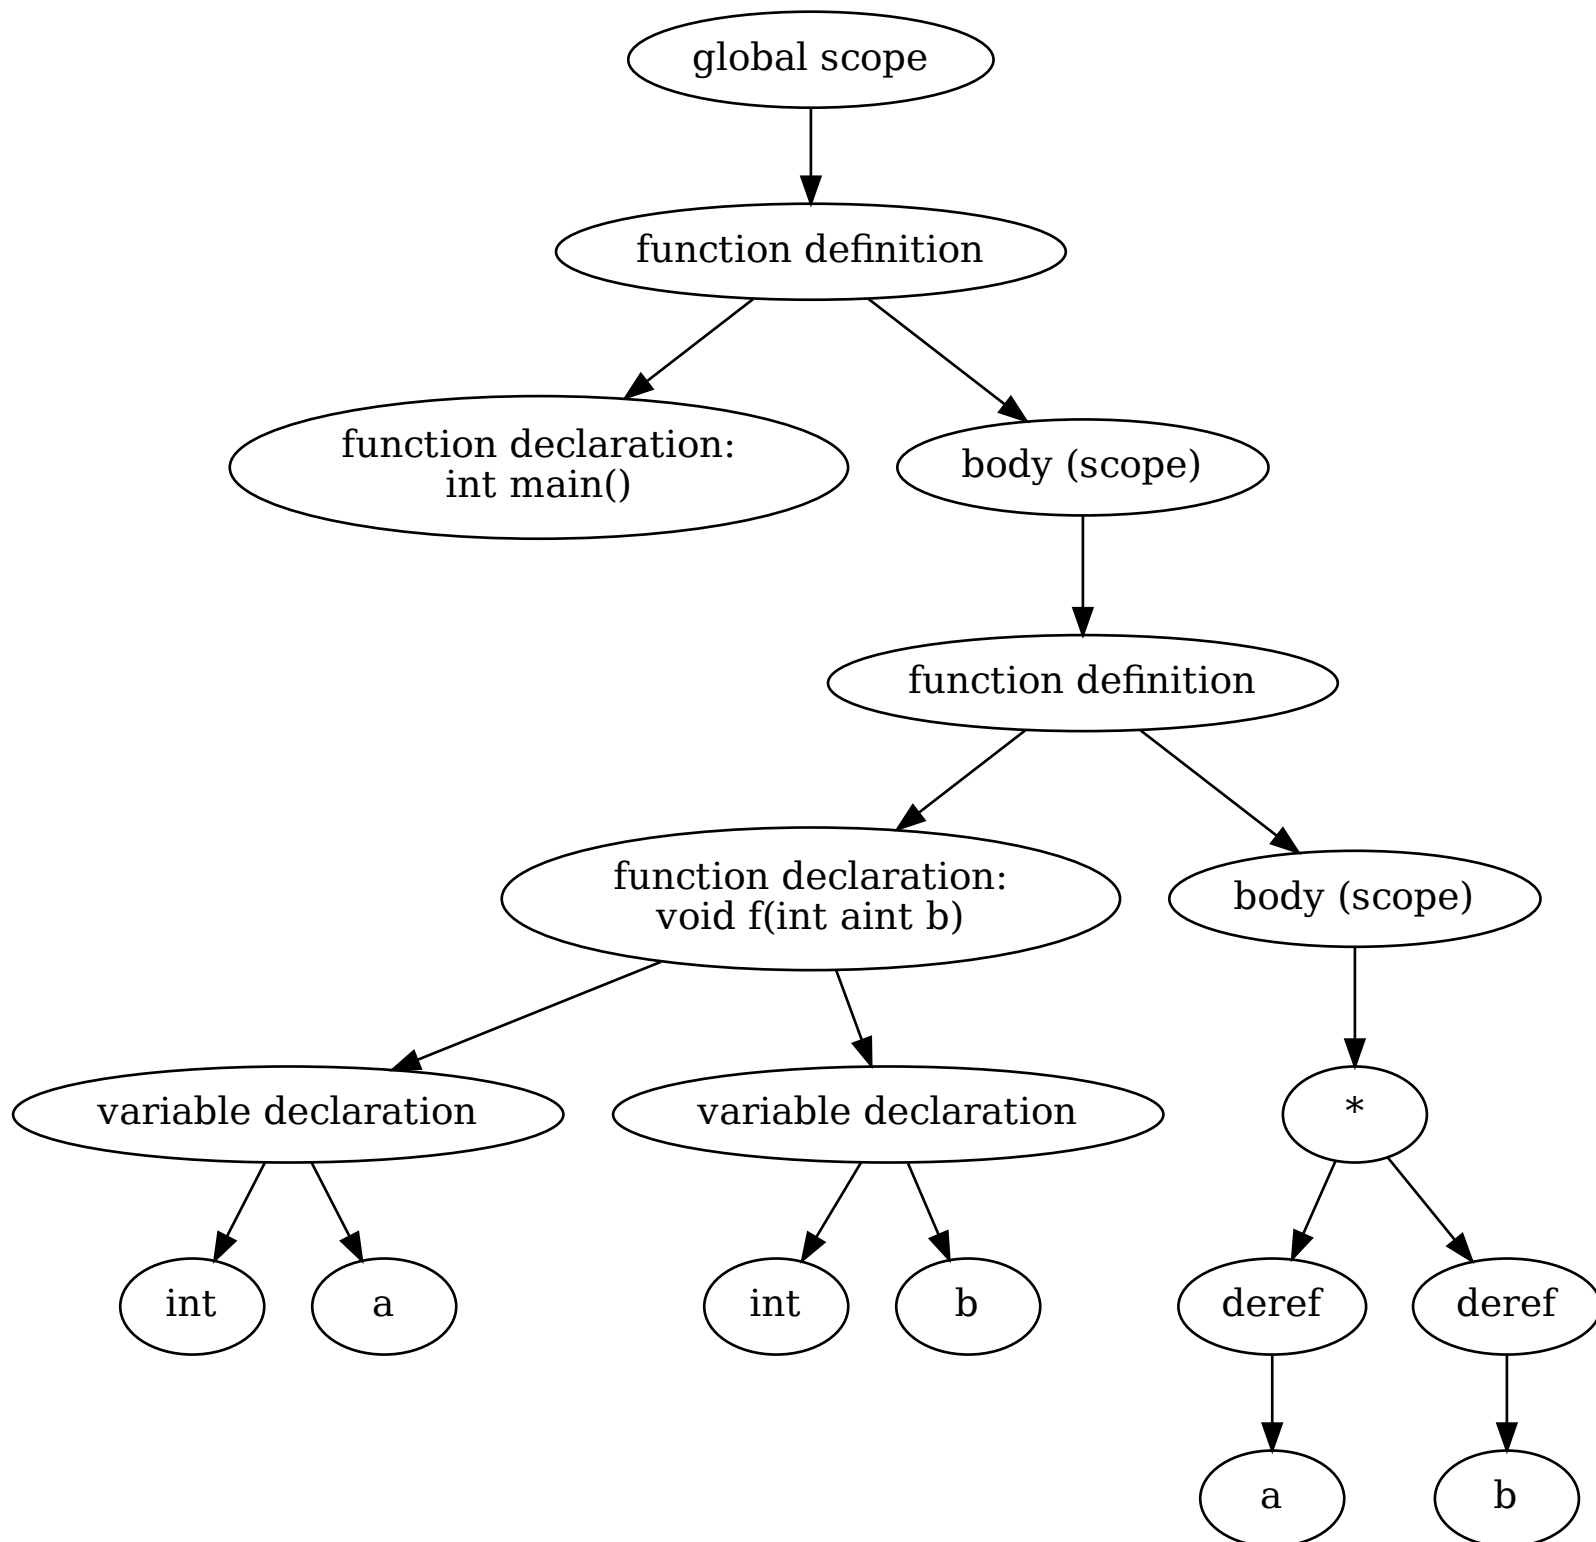 global scope
function definition
function declaration:
int main()
body (scope)
function definition
function declaration:
void f(int aint b)
body (scope)
variable declaration
variable declaration
*
int
a
int
b
deref
deref
a
b